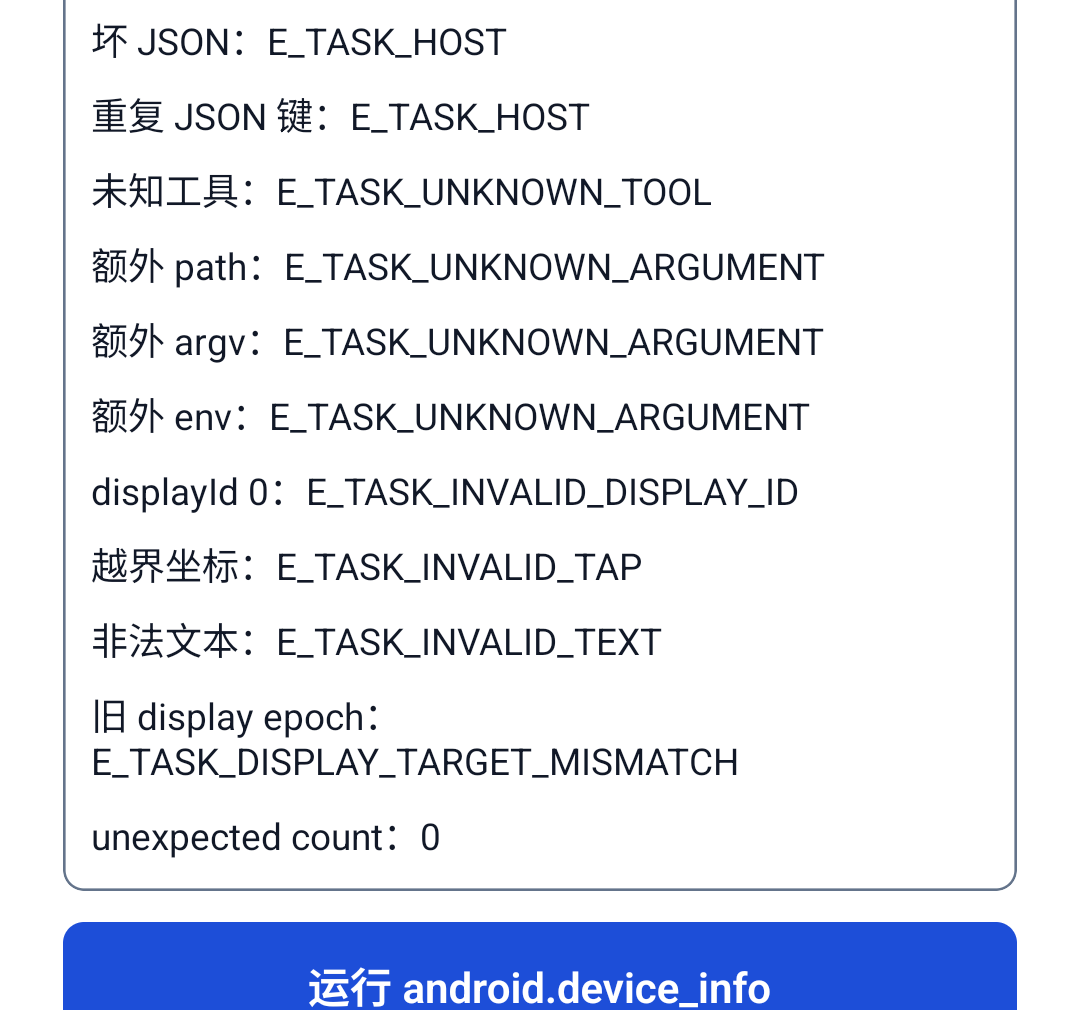 坏 JSON：E_TASK_HOST
重复 JSON 键：E_TASK_HOST
未知工具：E_TASK_UNKNOWN_TOOL
额外 path：E_TASK_UNKNOWN_ARGUMENT
额外 argv：E_TASK_UNKNOWN_ARGUMENT
额外 env：E_TASK_UNKNOWN_ARGUMENT
displayId 0：E_TASK_INVALID_DISPLAY_ID
越界坐标：E_TASK_INVALID_TAP
非法文本：E_TASK_INVALID_TEXT
旧 display epoch：
E_TASK_DISPLAY_TARGET_MISMATCH
unexpected count：0
运行 android.device_info